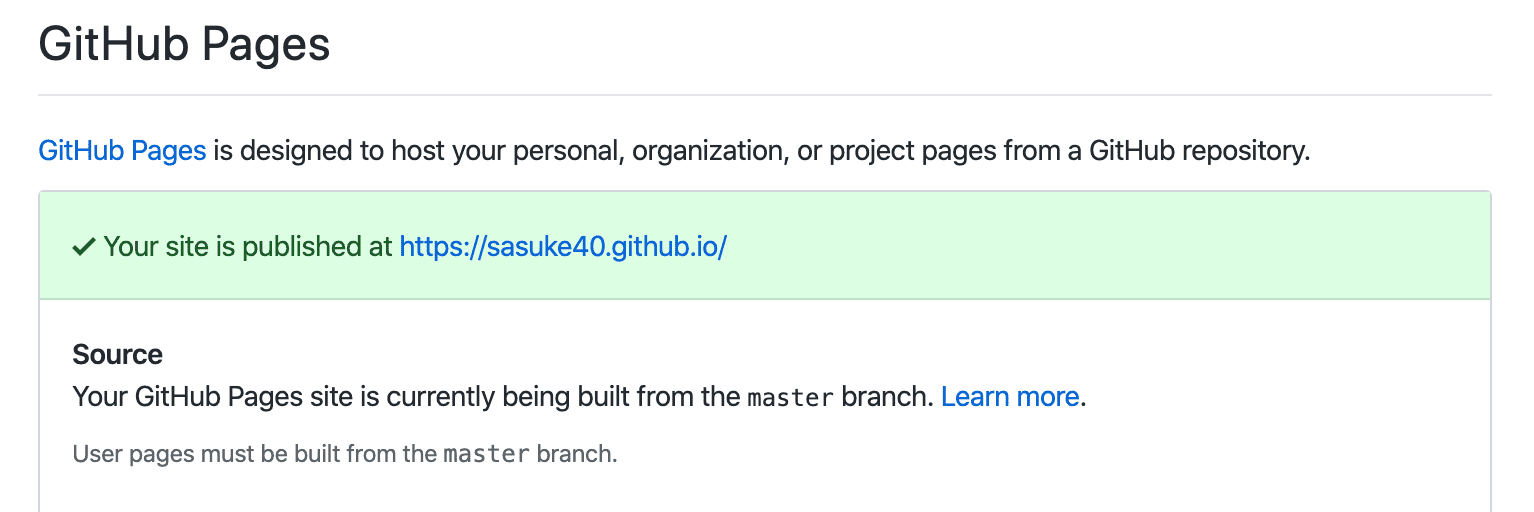 GitHub Pages
GitHub Pages is designed to host your personal, organization, or project pages from a GitHub repository.
Your site is published at https://sasuke40.github.io/
Source
Your GitHub Pages site is currently being built from the master branch. Learn more.
User pages must be built from the master branch.